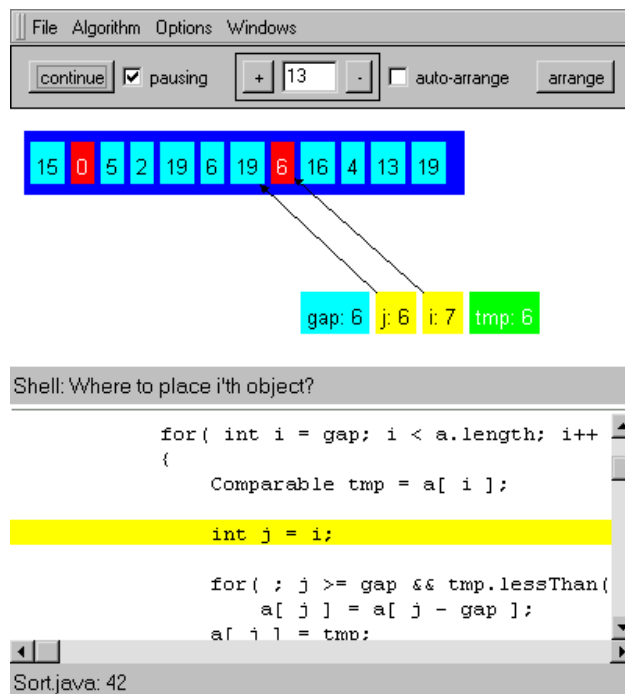 File Algorithm Options Windows
continue pausing + 13 - auto-arrange arrange
15 0 5 2 19 6 19 6 16 4 13 19
gap: 6 j: 6 i: 7 tmp: 6
Shell: Where to place i'th object?
for( int i = gap; i < a.length; i++
{
Comparable tmp = a[ i ];
int j = i;
for( ; j >= gap && tmp.lessThan(
a[ j ] = a[ j - gap ];
a[ j ] = tmp;
Sort.java: 42